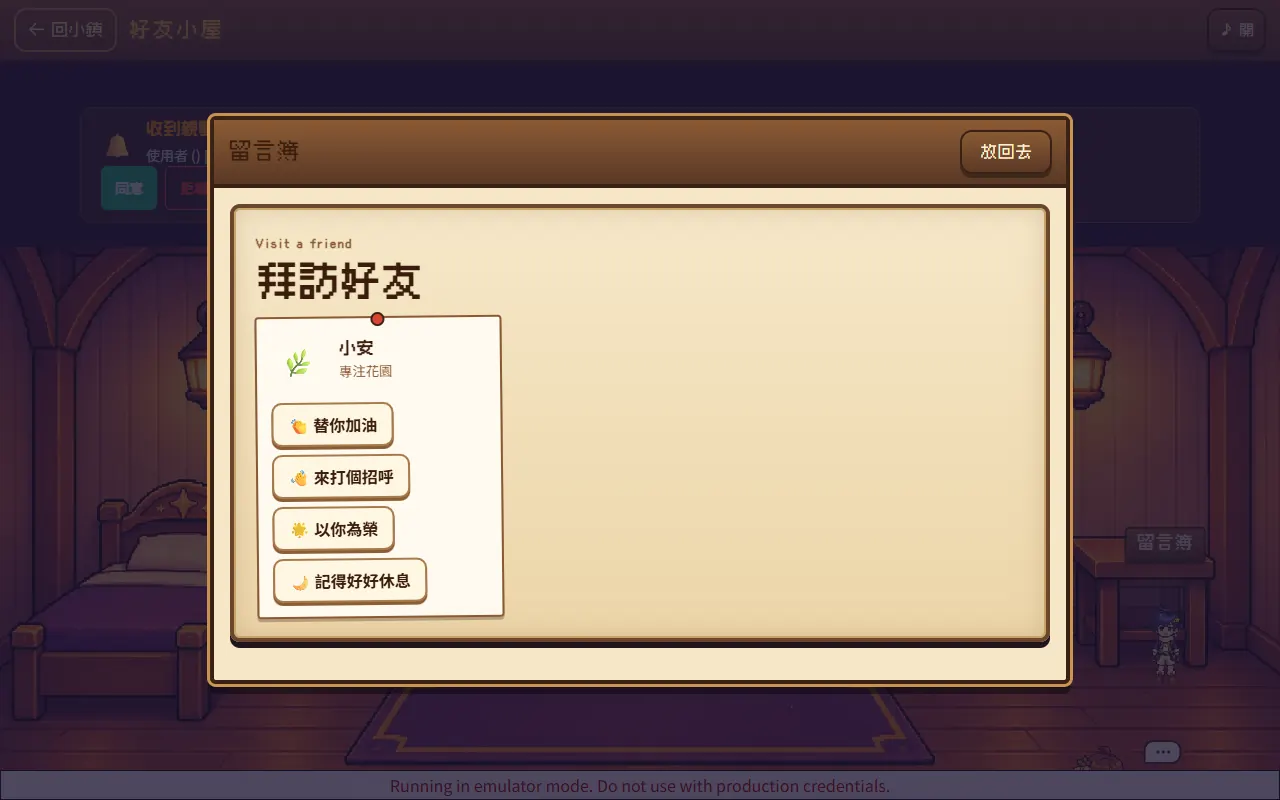 ← 回小鎮
好友小屋
♪ 開
收到親
使用者 ()
同意
留言簿
放回去
Visit a friend
拜訪好友
小安
專注花園
替你加油
來打個招呼
以你為榮
記得好好休息
留言簿
Running in emulator mode. Do not use with production credentials.